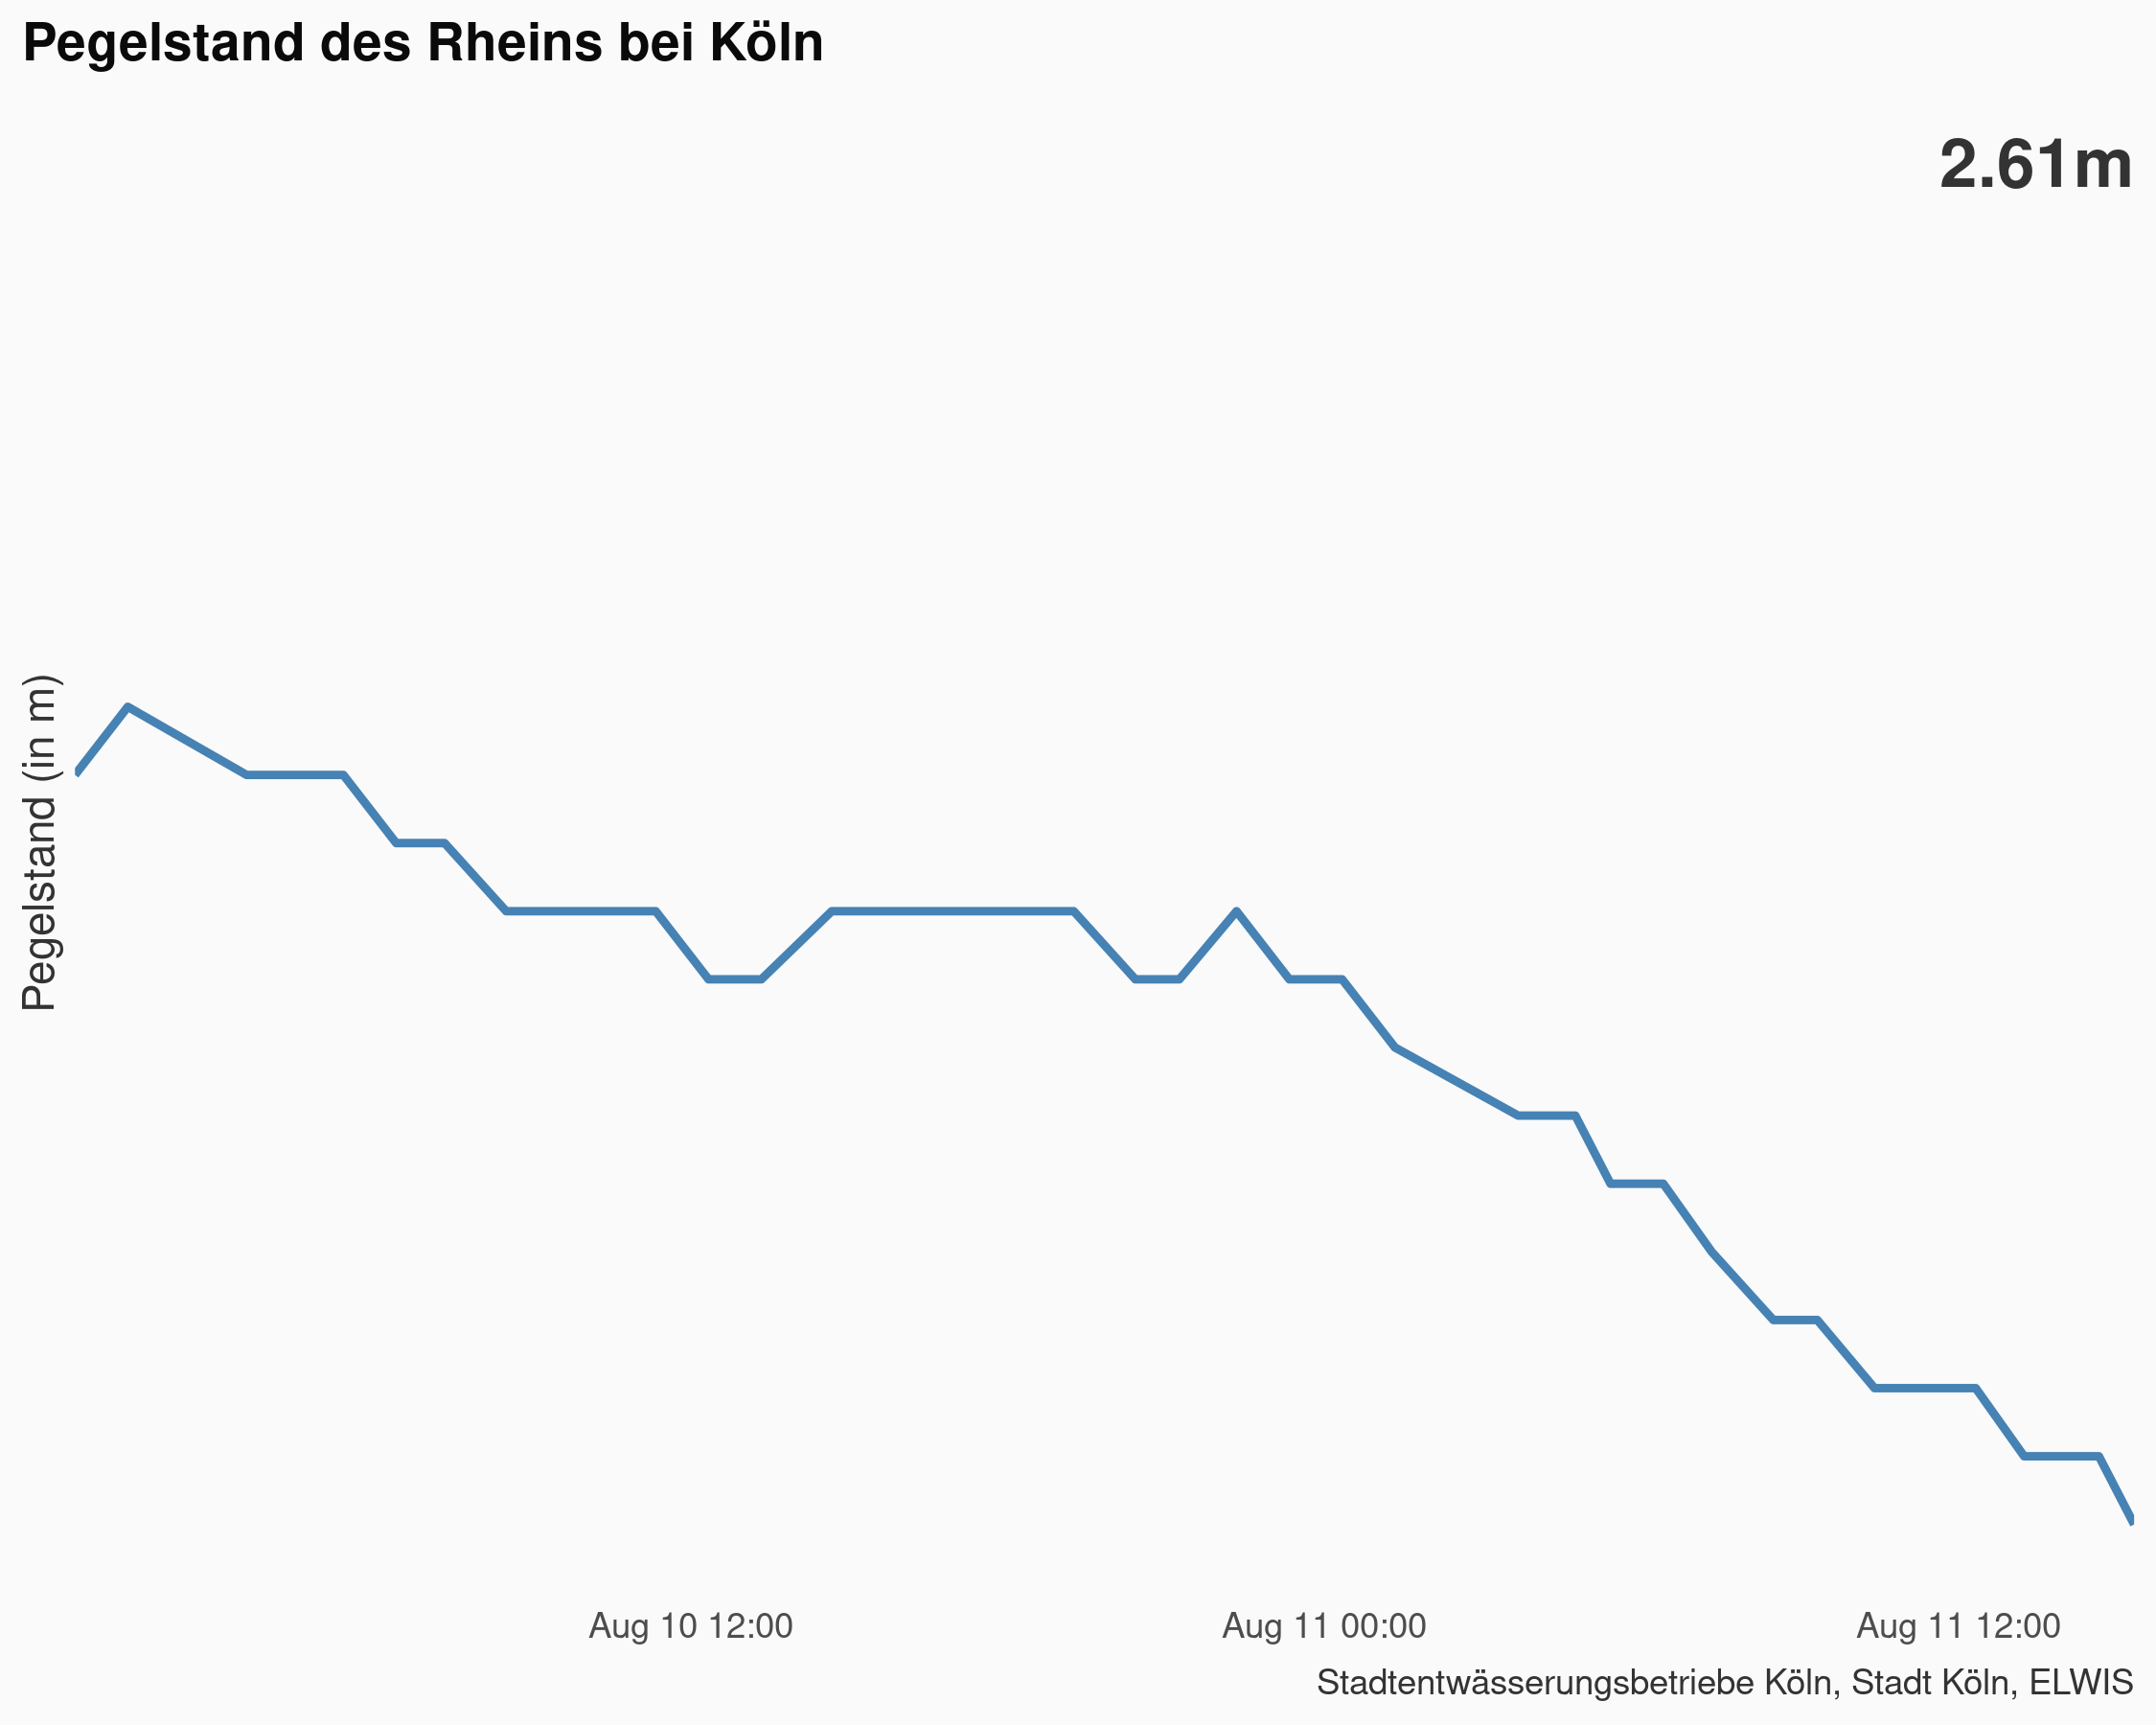 Pegelstand des Rheins bei Köln
2.61m
Pegelstand (in m)
Aug 10 12:00
Aug 11 00:00
Aug 11 12:00
Stadtentwässerungsbetriebe Köln, Stadt Köln, ELWIS